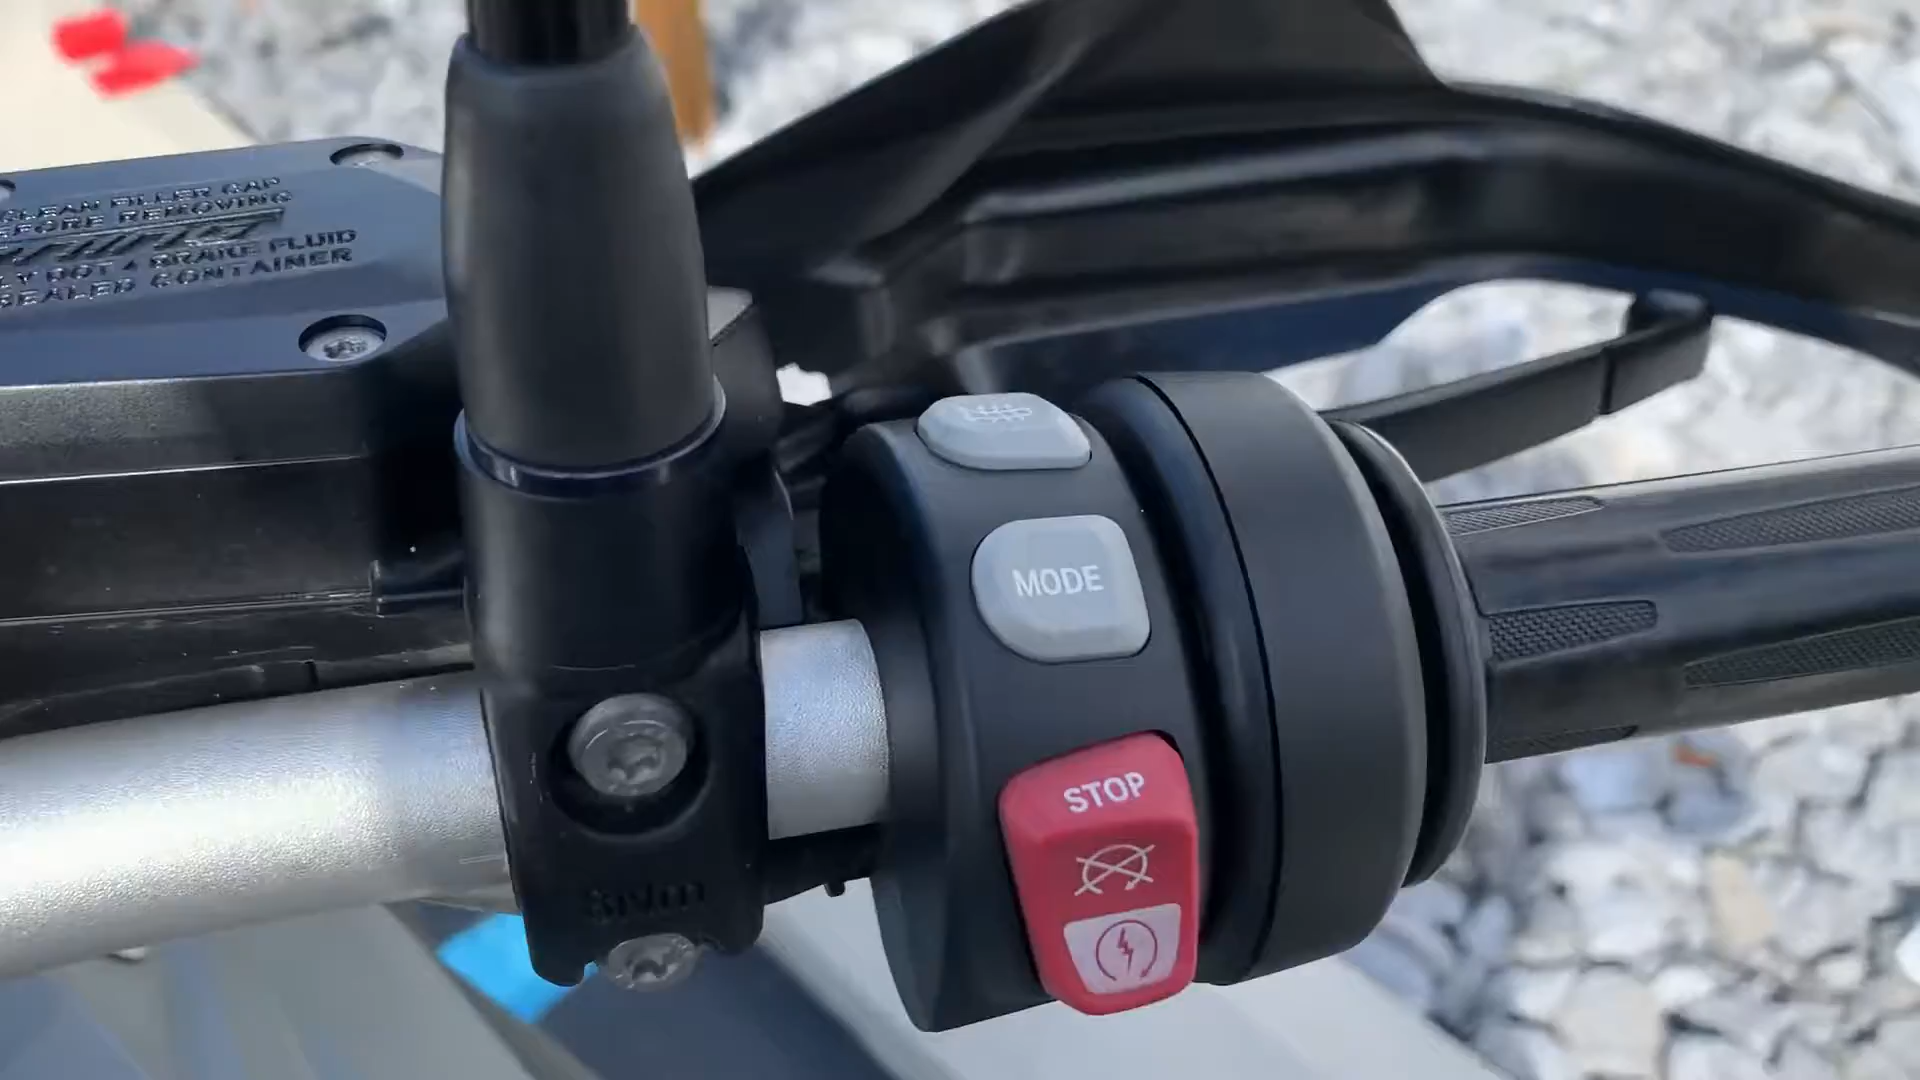 CLEAN FILLER CAP
BEFORE REMOVING
DOT 4 BRAKE FLUID
SEALED CONTAINER
MODE
STOP